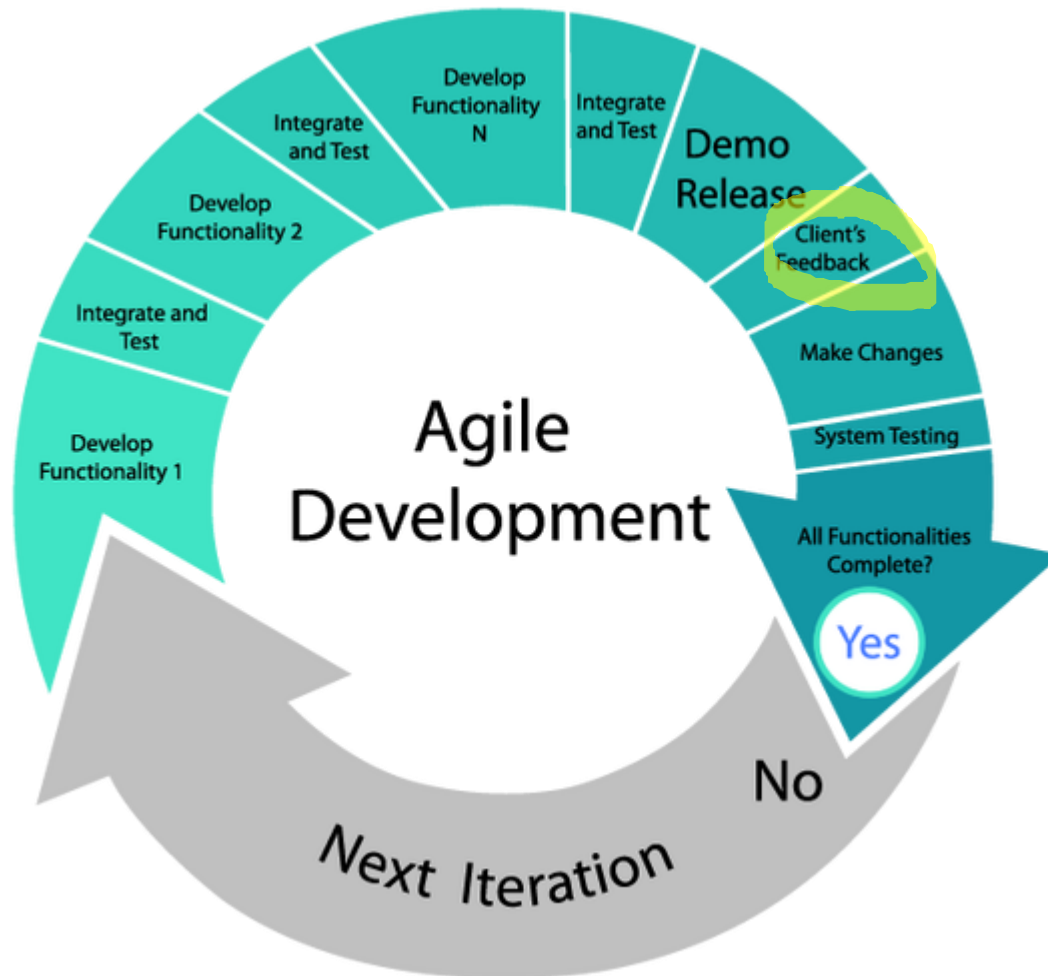 Develop
Functionality 1
Integrate and
Test
Develop
Functionality 2
Integrate
and Test
Develop
Functionality
N
Integrate
and Test
Demo
Release
Client's
Feedback
Make Changes
System Testing
All Functionalities
Complete?
Yes
No
Next Iteration
Agile
Development